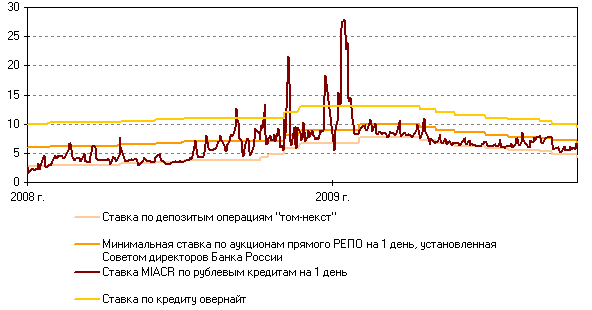 30
25
20
15
10
5
0
2008 г.
2009 г.
Ставка по депозитым операциям "том-некст"
Минимальная ставка по аукционам прямого РЕПО на 1 день, установленная
Советом директоров Банка России
Ставка MIACR по рублевым кредитам на 1 день
Ставка по кредиту овернайт